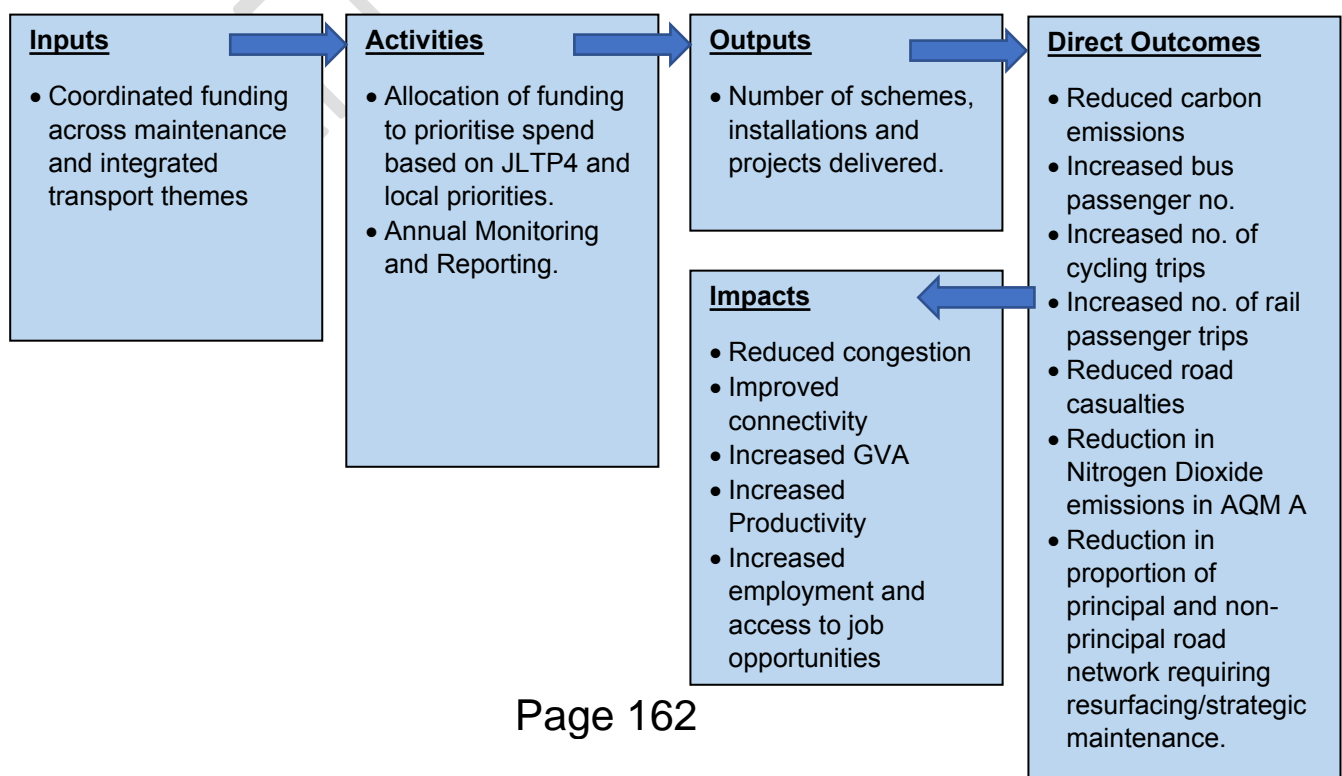 Inputs
• Coordinated funding
across maintenance
and integrated
transport themes
Activities
• Allocation of funding
to prioritise spend
based on JLTP4 and
local priorities.
• Annual Monitoring
and Reporting.
Outputs
• Number of schemes,
installations and
projects delivered.
Direct Outcomes
• Reduced carbon
emissions
• Increased bus
passenger no.
• Increased no. of
cycling trips
• Increased no. of rail
passenger trips
• Reduced road
casualties
• Reduction in
Nitrogen Dioxide
emissions in AQM A
• Reduction in
proportion of
principal and non-
principal road
network requiring
resurfacing/strategic
maintenance.
Impacts
• Reduced congestion
• Improved
connectivity
• Increased GVA
• Increased
Productivity
• Increased
employment and
access to job
opportunities
Page 162